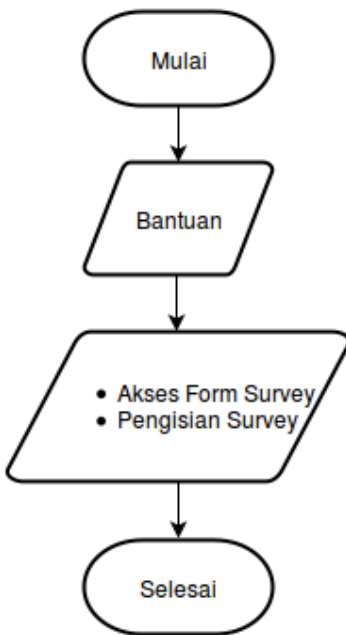 Mulai
Bantuan
• Akses Form Survey
• Pengisian Survey
Selesai